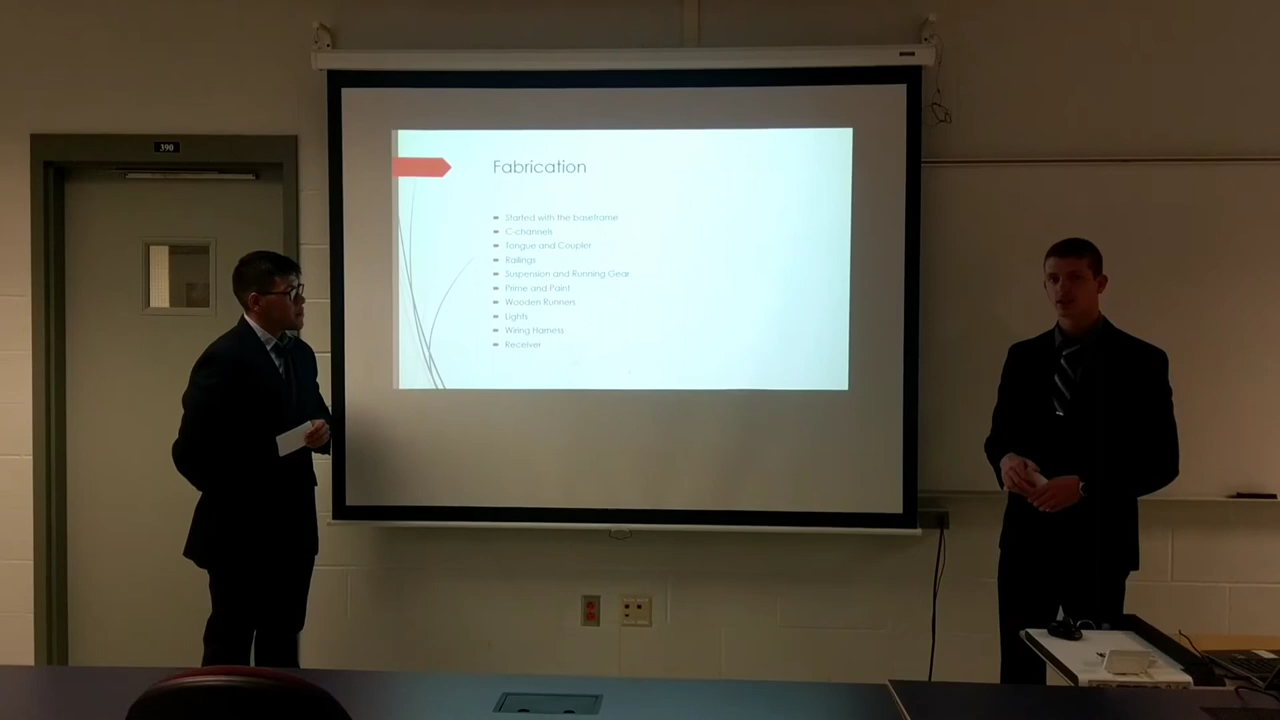 390
Fabrication
Started with the baseframe
C-channels
Tongue and Coupler
Railings
Suspension and Running Gear
Prime and Paint
Wooden Runners
Lights
Wiring Harness
Receiver